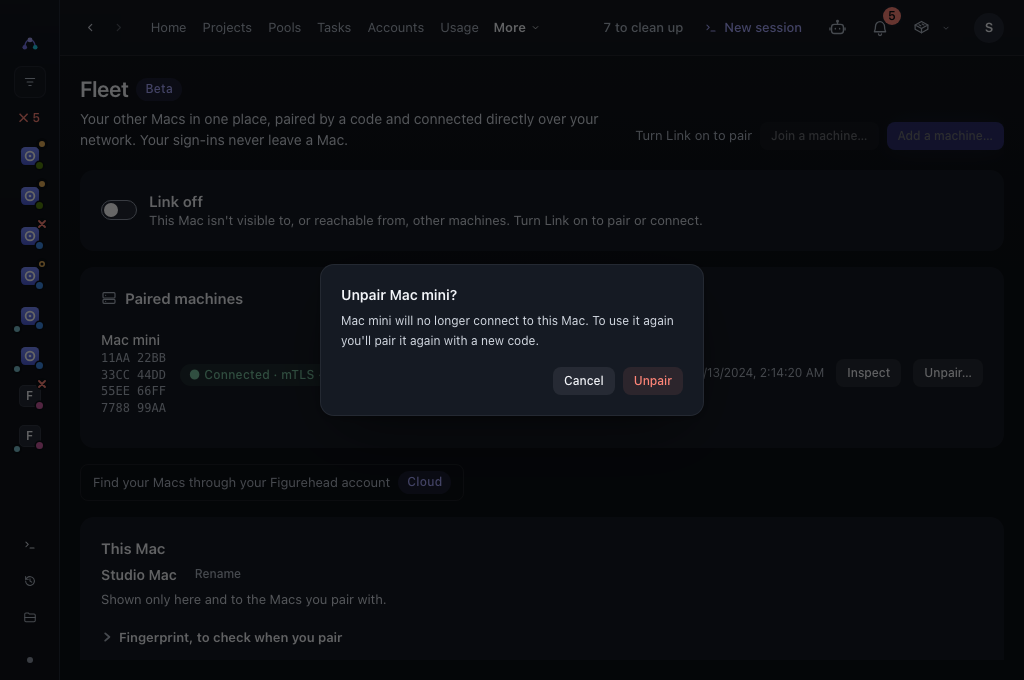 Home Projects Pools Tasks Accounts Usage More 7 to clean up New session 5 S
5
Fleet Beta
Your other Macs in one place, paired by a code and connected directly over your
network. Your sign-ins never leave a Mac.
Turn Link on to pair Join a machine... Add a machine...
Link off
This Mac isn't visible to, or reachable from, other machines. Turn Link on to pair or connect.
Unpair Mac mini?
Mac mini will no longer connect to this Mac. To use it again
you'll pair it again with a new code.
Cancel Unpair
Paired machines
Mac mini
11AA 22BB
33CC 44DD
55EE 66FF
7788 99AA
Connected · mTLS ·
/13/2024, 2:14:20 AM Inspect Unpair...
F
F
Find your Macs through your Figurehead account Cloud
This Mac
Studio Mac Rename
Shown only here and to the Macs you pair with.
Fingerprint, to check when you pair